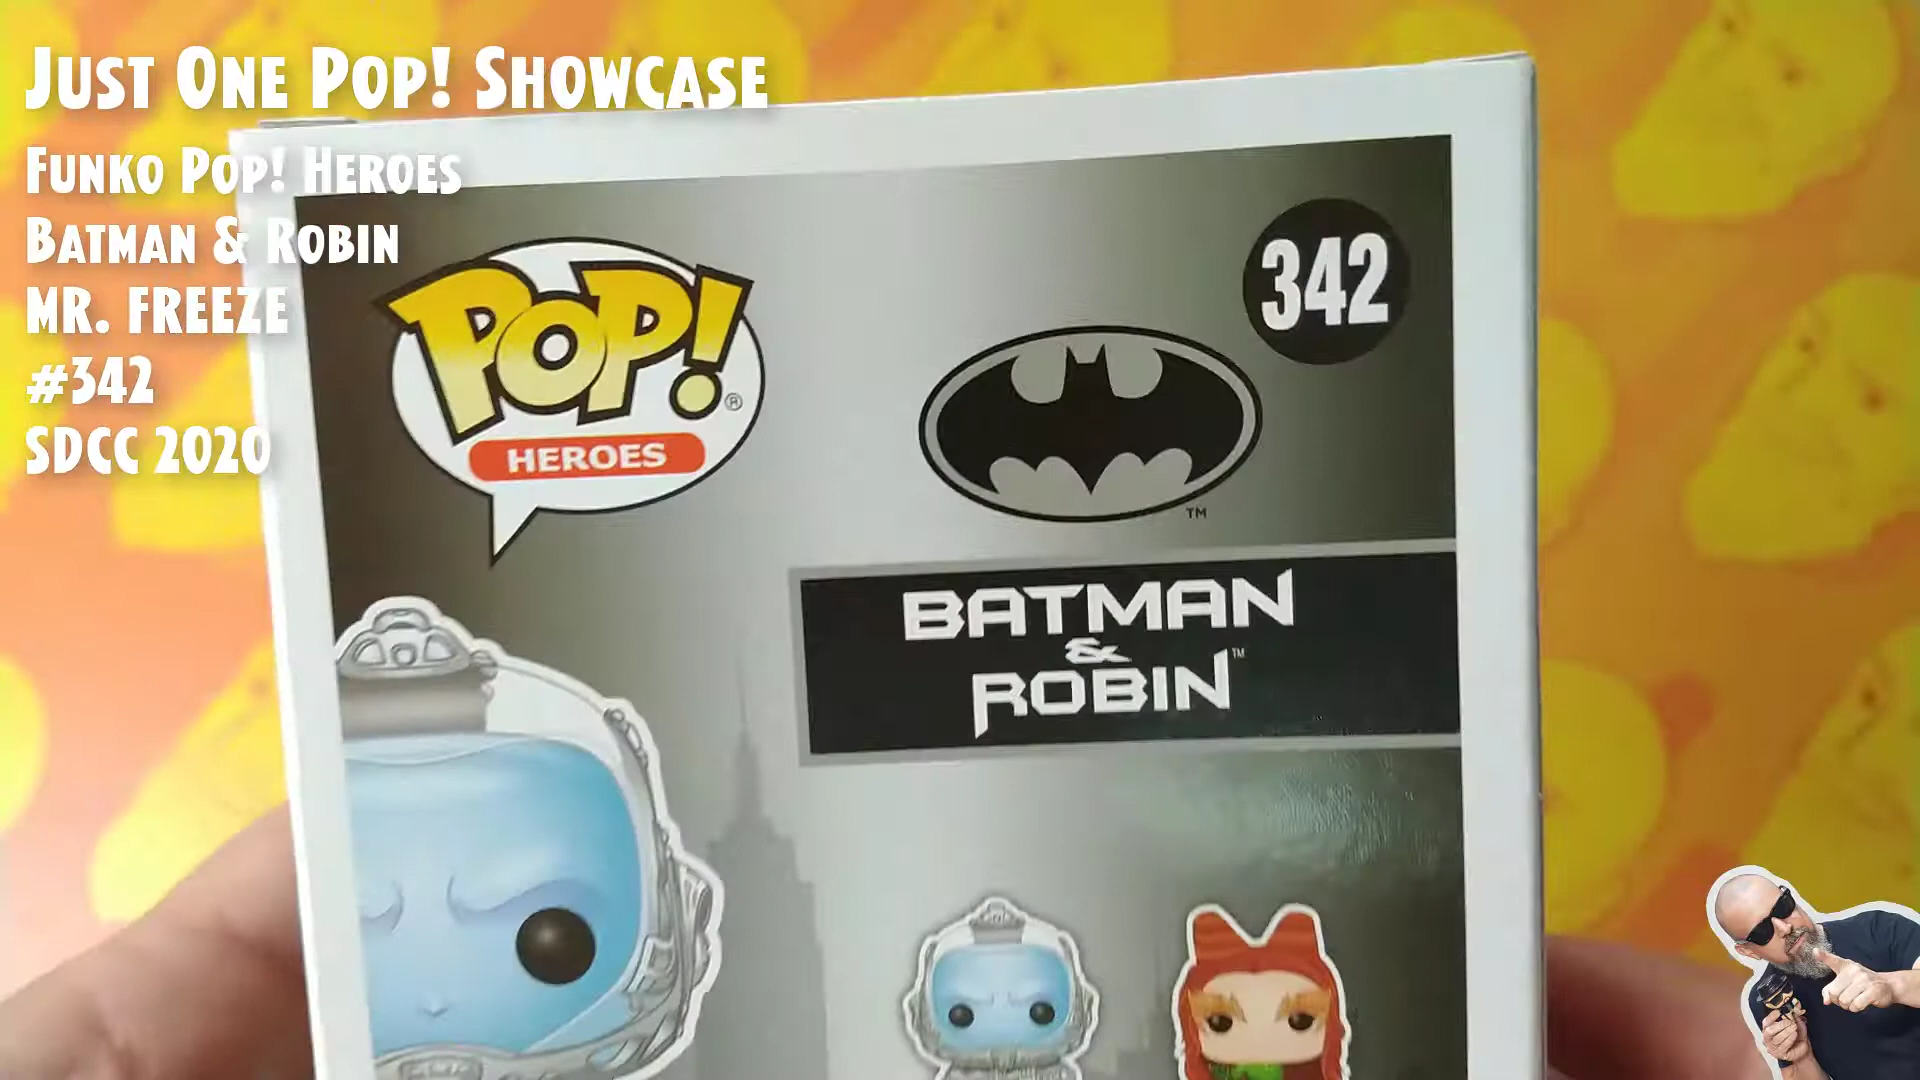 Just One Pop! Showcase
Funko Pop! Heroes
Batman & Robin
MR. FREEZE
#342
SDCC 2020
POP!®
HEROES
342
TM
BATMAN
&
ROBIN™